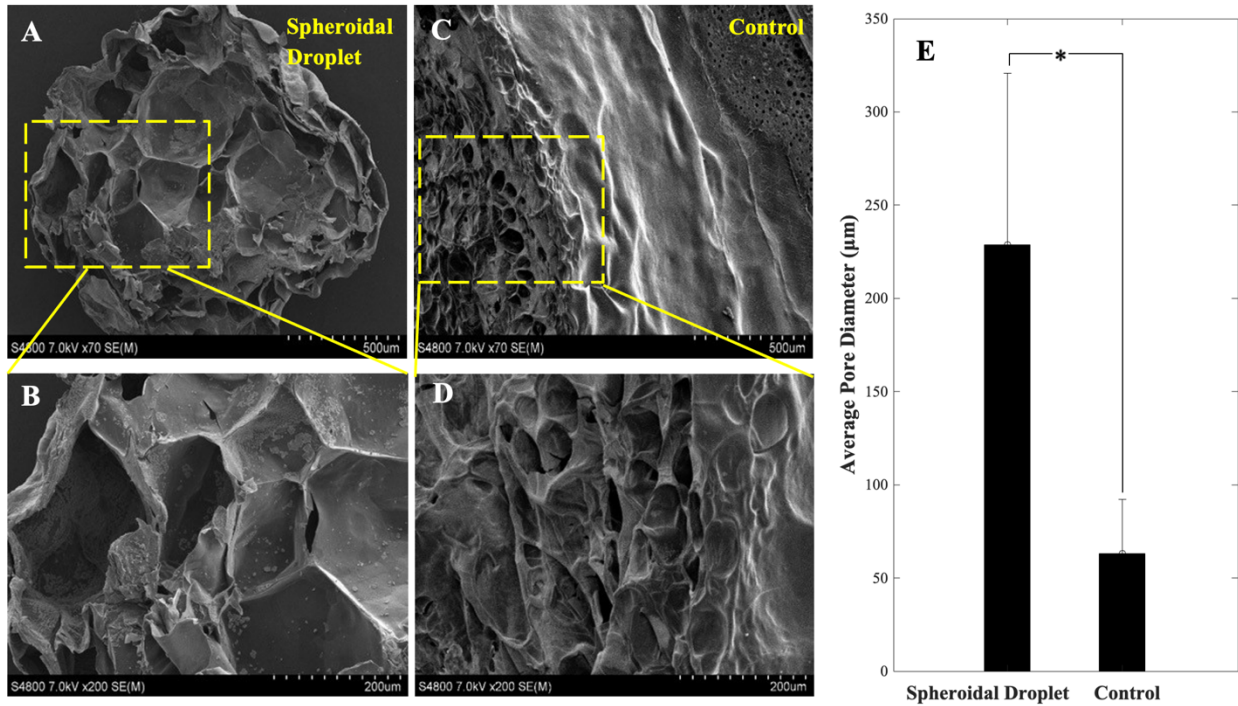 A
Spheroidal
Droplet
S4800 7.0kV x70 SE(M)
500um
C
Control
S4800 7.0kV x70 SE(M)
500um
B
S4800 7.0kV x200 SE(M)
200um
D
S4800 7.0kV x200 SE(M)
200um
E
*
Average Pore Diameter (μm)
350
300
250
200
150
100
50
0
Spheroidal Droplet
Control